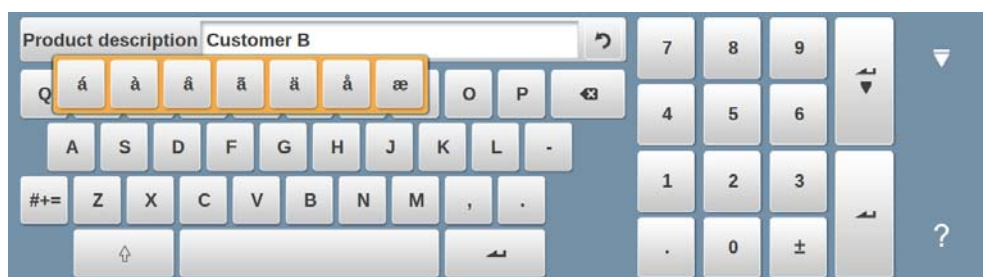 Product description Customer B
7 8 9
á à â ã ä å æ
Q O P
4 5 6
A S D F G H J K L -
1 2 3
#+= Z X C V B N M , .
. 0 ±
?